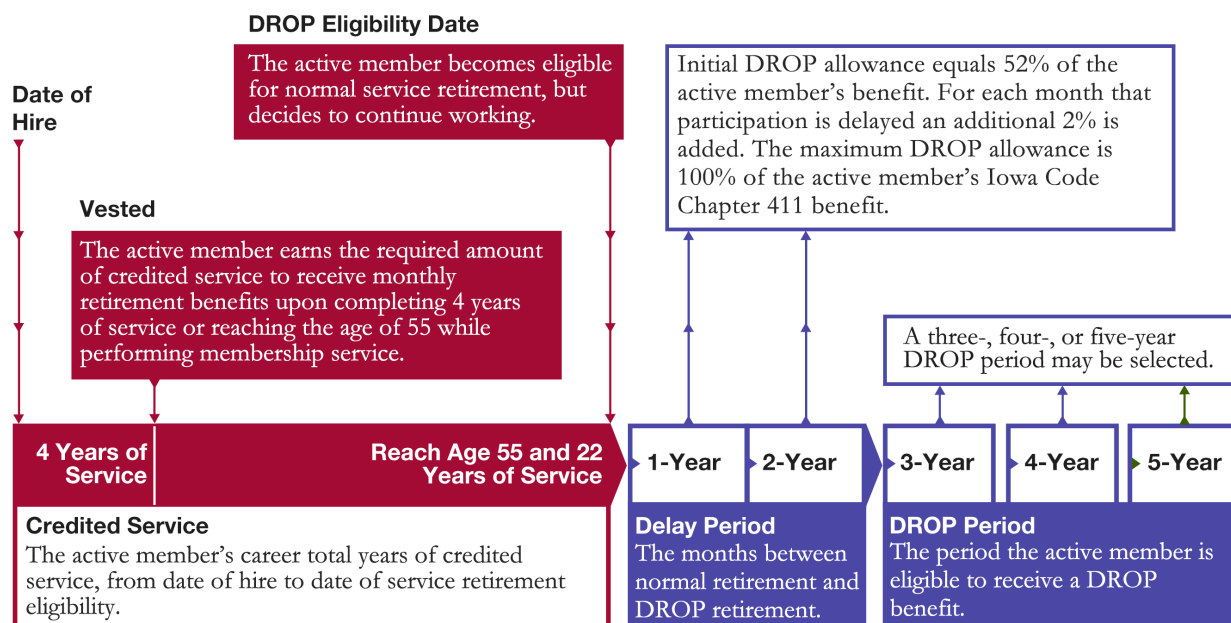 DROP Eligibility Date
The active member becomes eligible
for normal service retirement, but
decides to continue working.
Date of
Hire
Vested
The active member earns the required amount
of credited service to receive monthly
retirement benefits upon completing 4 years
of service or reaching the age of 55 while
performing membership service.
Initial DROP allowance equals 52% of the
active member’s benefit. For each month that
participation is delayed an additional 2% is
added. The maximum DROP allowance is
100% of the active member’s Iowa Code
Chapter 411 benefit.
A three-, four-, or five-year
DROP period may be selected.
4 Years of
Service
Reach Age 55 and 22
Years of Service
1-Year
2-Year
3-Year
4-Year
5-Year
Credited Service
The active member’s career total years of credited
service, from date of hire to date of service retirement
eligibility.
Delay Period
The months between
normal retirement and
DROP retirement.
DROP Period
The period the active member is
eligible to receive a DROP
benefit.